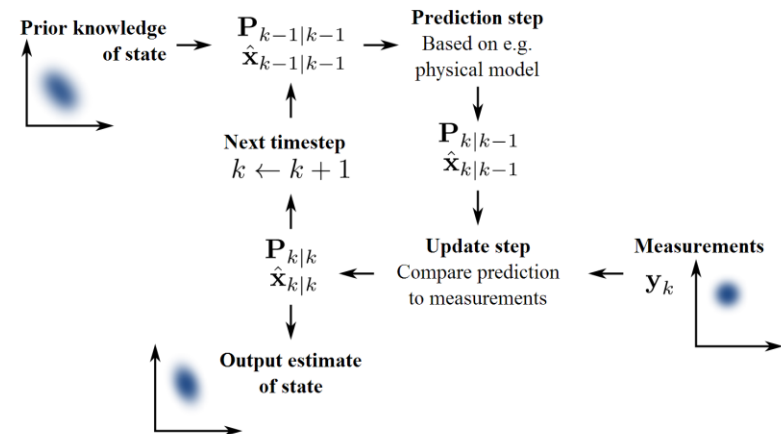 Prior knowledge
of state
P_{k−1|k−1}
x̂_{k−1|k−1}
Prediction step
Based on e.g.
physical model
P_{k|k−1}
x̂_{k|k−1}
Next timestep
k ← k + 1
P_{k|k}
x̂_{k|k}
Update step
Compare prediction
to measurements
Measurements
y_k
Output estimate
of state